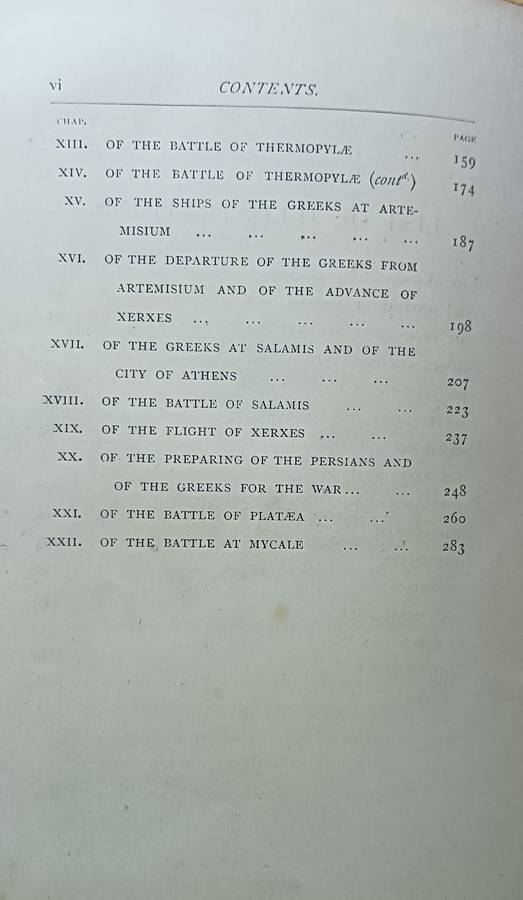 vi CONTENTS.
CHAP. PAGE
XIII. OF THE BATTLE OF THERMOPYLÆ ... 159
XIV. OF THE BATTLE OF THERMOPYLÆ (contd.) 174
XV. OF THE SHIPS OF THE GREEKS AT ARTE-
MISIUM ... ... ... ... ... 187
XVI. OF THE DEPARTURE OF THE GREEKS FROM
ARTEMISIUM AND OF THE ADVANCE OF
XERXES ... ... ... ... ... 198
XVII. OF THE GREEKS AT SALAMIS AND OF THE
CITY OF ATHENS ... ... ... 207
XVIII. OF THE BATTLE OF SALAMIS ... ... 223
XIX. OF THE FLIGHT OF XERXES ... ... 237
XX. OF THE PREPARING OF THE PERSIANS AND
OF THE GREEKS FOR THE WAR... ... 248
XXI. OF THE BATTLE OF PLATÆA ... ... 260
XXII. OF THE BATTLE AT MYCALE ... ... 283